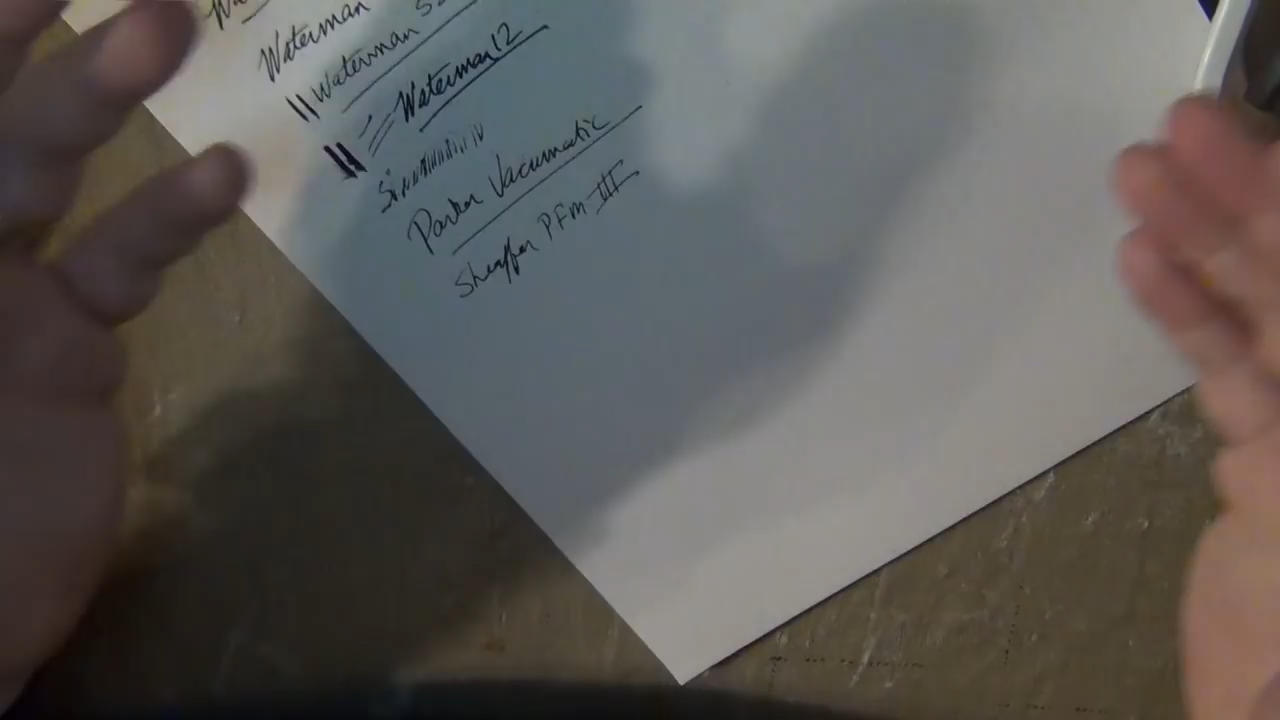 Waterman
Waterman 52
Waterman 12
Parker Vacumatic
Sheaffer PFM III